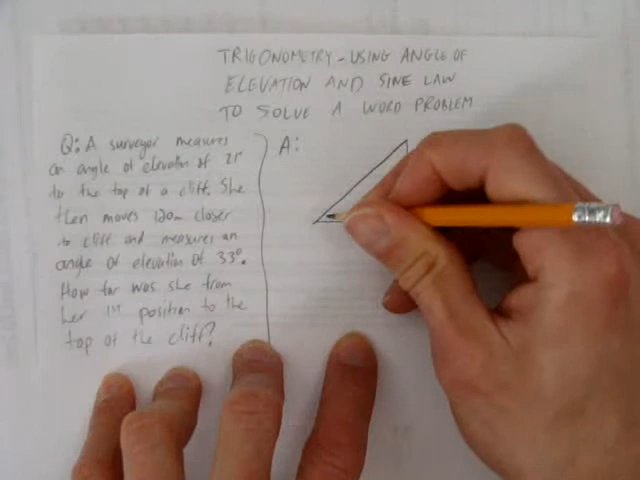 TRIGONOMETRY - USING ANGLE OF
ELEVATION AND SINE LAW
TO SOLVE A WORD PROBLEM
Q: A surveyor measures
an angle of elevation of 21°
to the top of a cliff. She
then moves 120m closer
to cliff and measures an
angle of elevation of 33°.
How far was she from
her 1ST position to the
top of the cliff?
A: